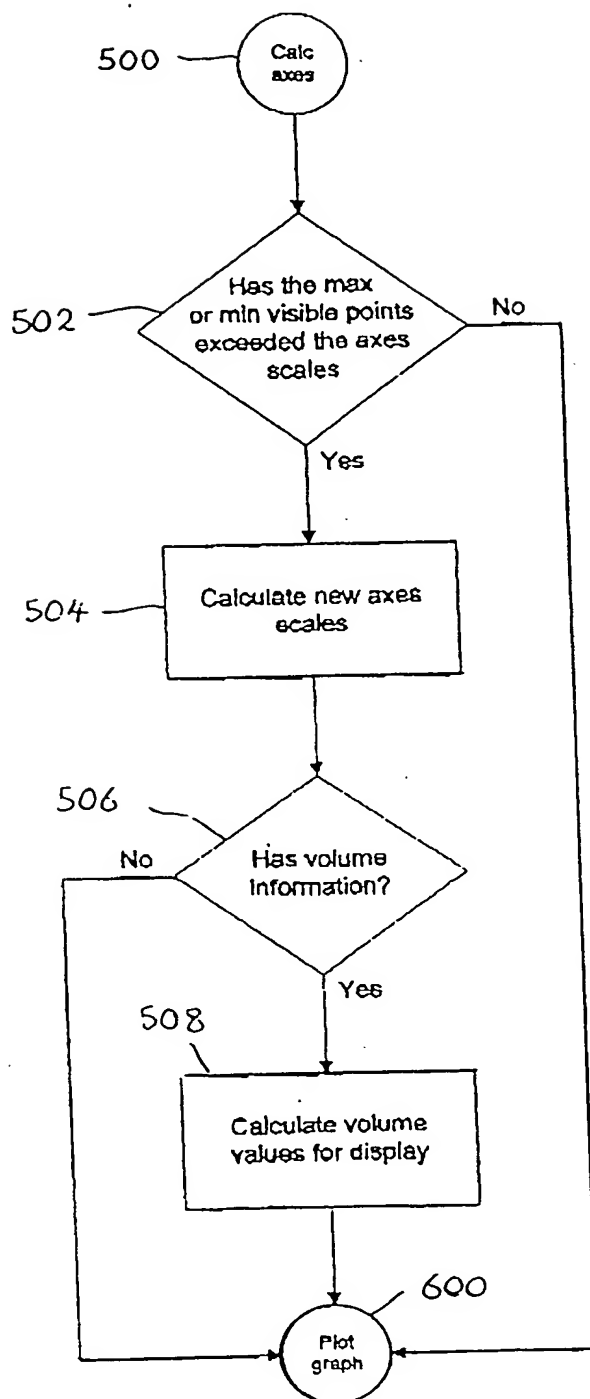 500
Calc
axes
502
Has the max
or min visible points
exceeded the axes
scales
No
Yes
504
Calculate new axes
scales
506
No
Has volume
information?
Yes
508
Calculate volume
values for display
600
Plot
graph